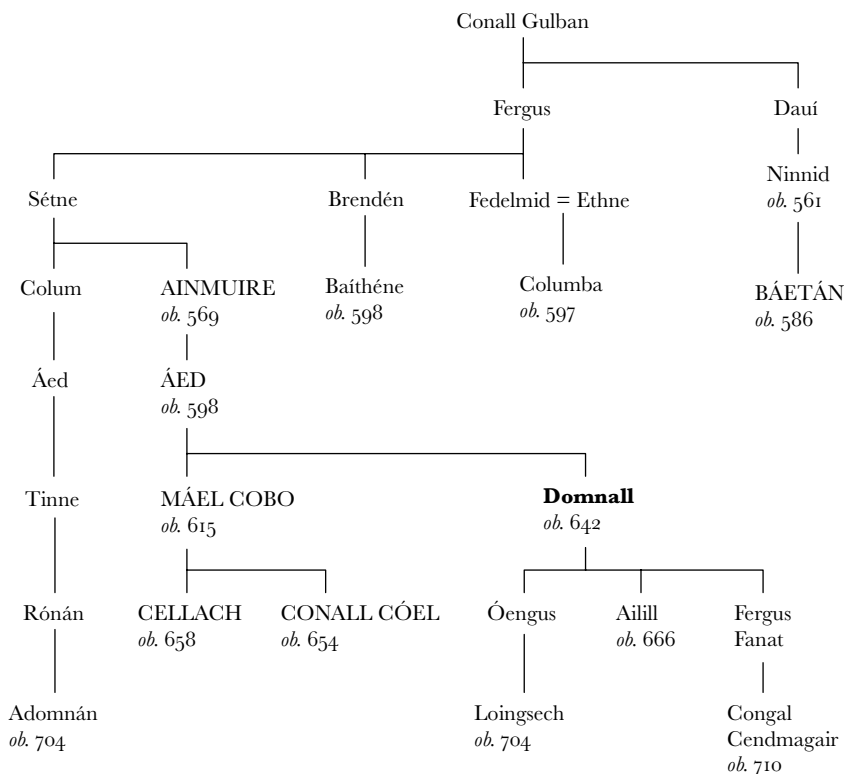 Conall Gulban
Fergus Dauí
Ninnid
ob. 561
Sétne Brendén Fedelmid = Ethne
Colum AINMUIRE Baíthéne Columba BÁETÁN
ob. 569 ob. 598 ob. 597 ob. 586
Áed ÁED
ob. 598
Tinne MÁEL COBO Domnall
ob. 615 ob. 642
Rónán CELLACH CONALL CÓEL Óengus Ailill Fergus
ob. 658 ob. 654 ob. 666 Fanat
Adomnán Loingsech Congal
ob. 704 ob. 704 Cendmagair
ob. 710